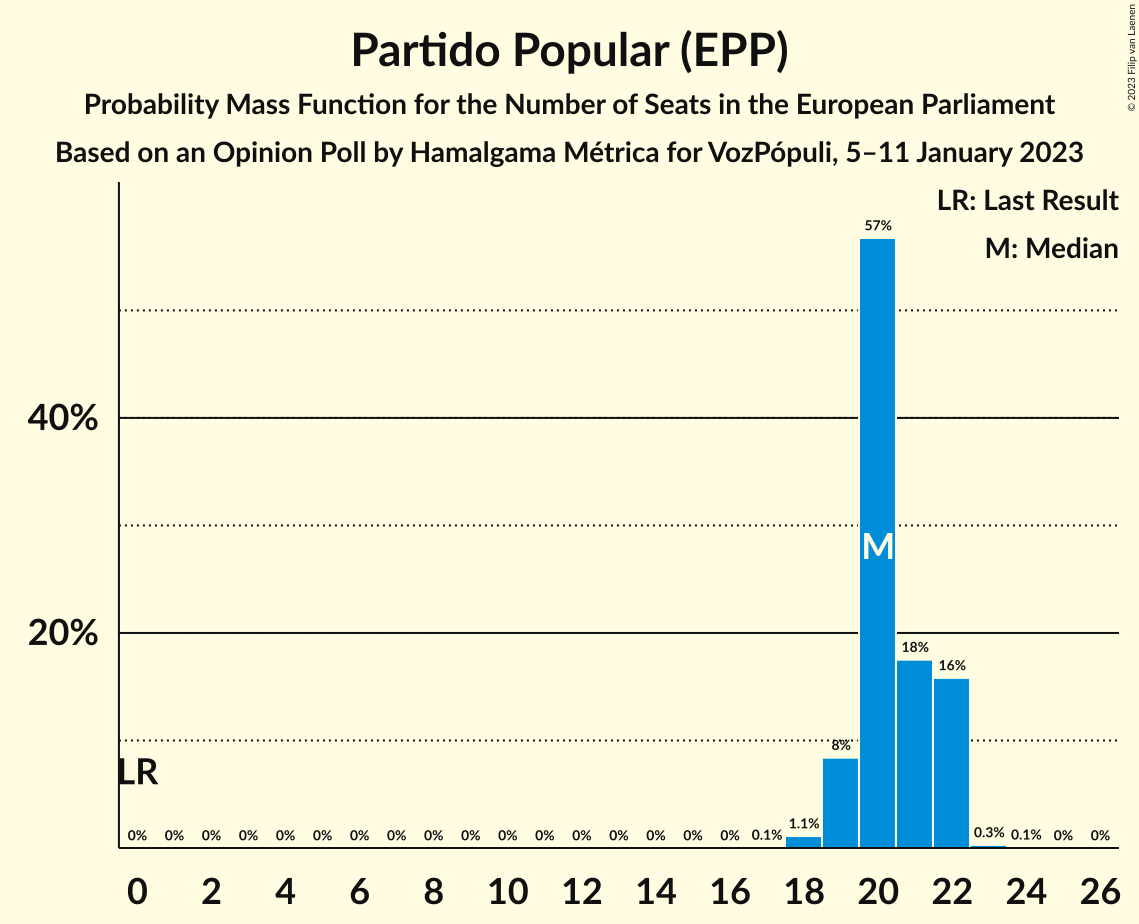 Partido Popular (EPP)
Probability Mass Function for the Number of Seats in the European Parliament
Based on an Opinion Poll by Hamalgama Métrica for VozPópuli, 5–11 January 2023
© 2023 Filip van Laenen
LR: Last Result
M: Median
57%
40%
M
20%
18%
16%
8%
LR
0% 0% 0% 0% 0% 0% 0% 0% 0% 0% 0% 0% 0% 0% 0% 0% 0% 0.1% 1.1% 0.3% 0.1% 0% 0%
0 2 4 6 8 10 12 14 16 18 20 22 24 26